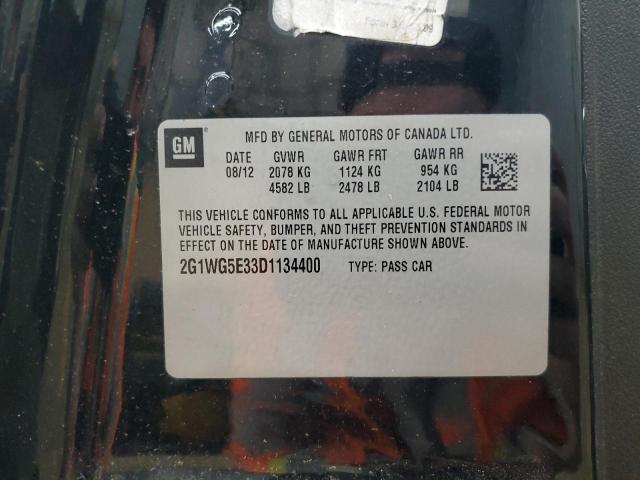 GM
MFD BY GENERAL MOTORS OF CANADA LTD.
DATE GVWR GAWR FRT GAWR RR
08/12 2078 KG 1124 KG 954 KG
4582 LB 2478 LB 2104 LB
THIS VEHICLE CONFORMS TO ALL APPLICABLE U.S. FEDERAL MOTOR
VEHICLE SAFETY, BUMPER, AND THEFT PREVENTION STANDARDS IN
EFFECT ON THE DATE OF MANUFACTURE SHOWN ABOVE.
2G1WG5E33D1134400 TYPE: PASS CAR